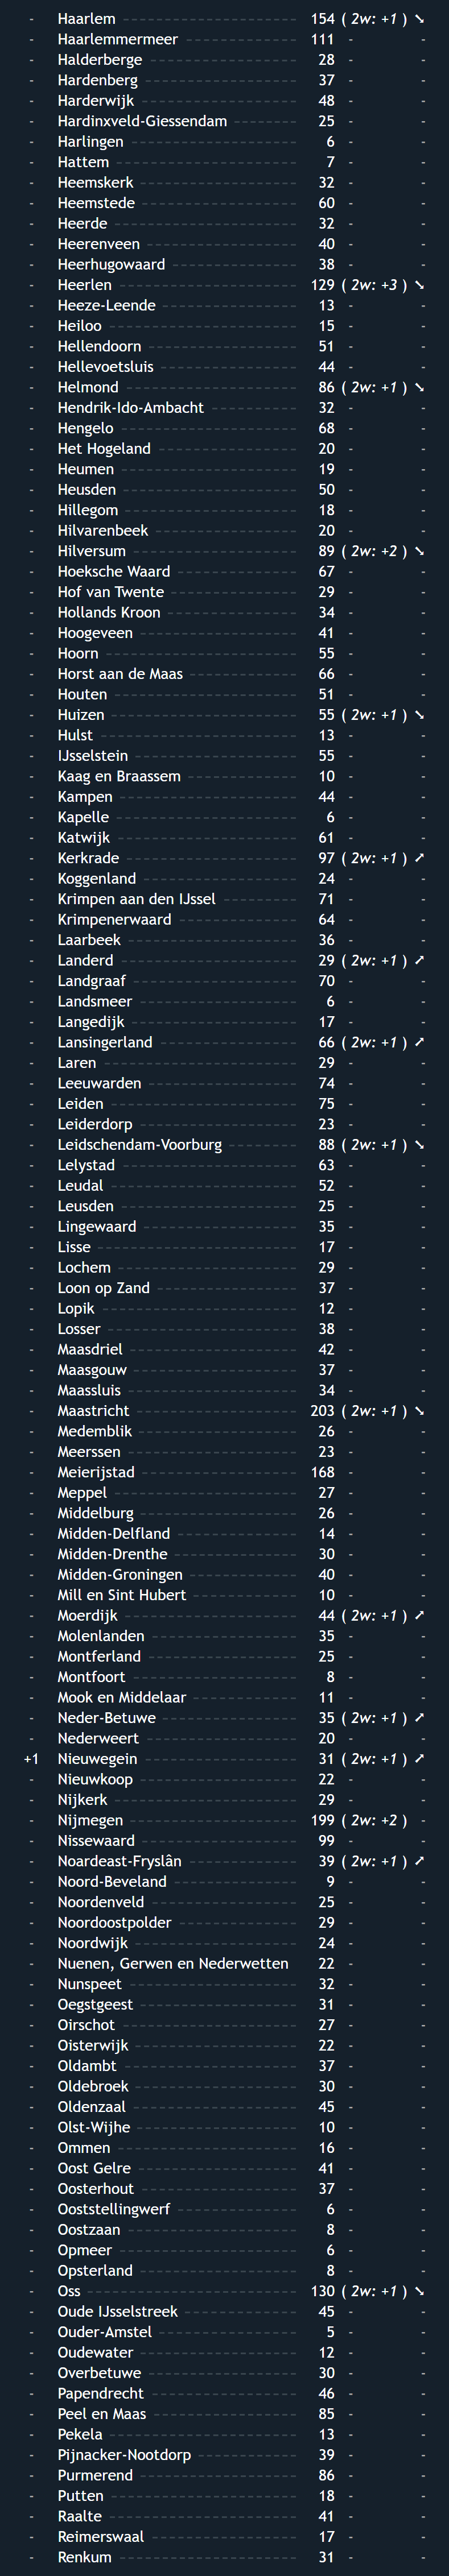 - Haarlem 154 ( 2w: +1 ) ➘
- Haarlemmermeer 111 - -
- Halderberge 28 - -
- Hardenberg 37 - -
- Harderwijk 48 - -
- Hardinxveld-Giessendam 25 - -
- Harlingen 6 - -
- Hattem 7 - -
- Heemskerk 32 - -
- Heemstede 60 - -
- Heerde 32 - -
- Heerenveen 40 - -
- Heerhugowaard 38 - -
- Heerlen 129 ( 2w: +3 ) ➘
- Heeze-Leende 13 - -
- Heiloo 15 - -
- Hellendoorn 51 - -
- Hellevoetsluis 44 - -
- Helmond 86 ( 2w: +1 ) ➘
- Hendrik-Ido-Ambacht 32 - -
- Hengelo 68 - -
- Het Hogeland 20 - -
- Heumen 19 - -
- Heusden 50 - -
- Hillegom 18 - -
- Hilvarenbeek 20 - -
- Hilversum 89 ( 2w: +2 ) ➘
- Hoeksche Waard 67 - -
- Hof van Twente 29 - -
- Hollands Kroon 34 - -
- Hoogeveen 41 - -
- Hoorn 55 - -
- Horst aan de Maas 66 - -
- Houten 51 - -
- Huizen 55 ( 2w: +1 ) ➘
- Hulst 13 - -
- IJsselstein 55 - -
- Kaag en Braassem 10 - -
- Kampen 44 - -
- Kapelle 6 - -
- Katwijk 61 - -
- Kerkrade 97 ( 2w: +1 ) ➚
- Koggenland 24 - -
- Krimpen aan den IJssel 71 - -
- Krimpenerwaard 64 - -
- Laarbeek 36 - -
- Landerd 29 ( 2w: +1 ) ➚
- Landgraaf 70 - -
- Landsmeer 6 - -
- Langedijk 17 - -
- Lansingerland 66 ( 2w: +1 ) ➚
- Laren 29 - -
- Leeuwarden 74 - -
- Leiden 75 - -
- Leiderdorp 23 - -
- Leidschendam-Voorburg 88 ( 2w: +1 ) ➘
- Lelystad 63 - -
- Leudal 52 - -
- Leusden 25 - -
- Lingewaard 35 - -
- Lisse 17 - -
- Lochem 29 - -
- Loon op Zand 37 - -
- Lopik 12 - -
- Losser 38 - -
- Maasdriel 42 - -
- Maasgouw 37 - -
- Maassluis 34 - -
- Maastricht 203 ( 2w: +1 ) ➘
- Medemblik 26 - -
- Meerssen 23 - -
- Meierijstad 168 - -
- Meppel 27 - -
- Middelburg 26 - -
- Midden-Delfland 14 - -
- Midden-Drenthe 30 - -
- Midden-Groningen 40 - -
- Mill en Sint Hubert 10 - -
- Moerdijk 44 ( 2w: +1 ) ➚
- Molenlanden 35 - -
- Montferland 25 - -
- Montfoort 8 - -
- Mook en Middelaar 11 - -
- Neder-Betuwe 35 ( 2w: +1 ) ➚
- Nederweert 20 - -
+1 Nieuwegein 31 ( 2w: +1 ) ➚
- Nieuwkoop 22 - -
- Nijkerk 29 - -
- Nijmegen 199 ( 2w: +2 ) -
- Nissewaard 99 - -
- Noardeast-Fryslân 39 ( 2w: +1 ) ➚
- Noord-Beveland 9 - -
- Noordenveld 25 - -
- Noordoostpolder 29 - -
- Noordwijk 24 - -
- Nuenen, Gerwen en Nederwetten 22 - -
- Nunspeet 32 - -
- Oegstgeest 31 - -
- Oirschot 27 - -
- Oisterwijk 22 - -
- Oldambt 37 - -
- Oldebroek 30 - -
- Oldenzaal 45 - -
- Olst-Wijhe 10 - -
- Ommen 16 - -
- Oost Gelre 41 - -
- Oosterhout 37 - -
- Ooststellingwerf 6 - -
- Oostzaan 8 - -
- Opmeer 6 - -
- Opsterland 8 - -
- Oss 130 ( 2w: +1 ) ➘
- Oude IJsselstreek 45 - -
- Ouder-Amstel 5 - -
- Oudewater 12 - -
- Overbetuwe 30 - -
- Papendrecht 46 - -
- Peel en Maas 85 - -
- Pekela 13 - -
- Pijnacker-Nootdorp 39 - -
- Purmerend 86 - -
- Putten 18 - -
- Raalte 41 - -
- Reimerswaal 17 - -
- Renkum 31 - -